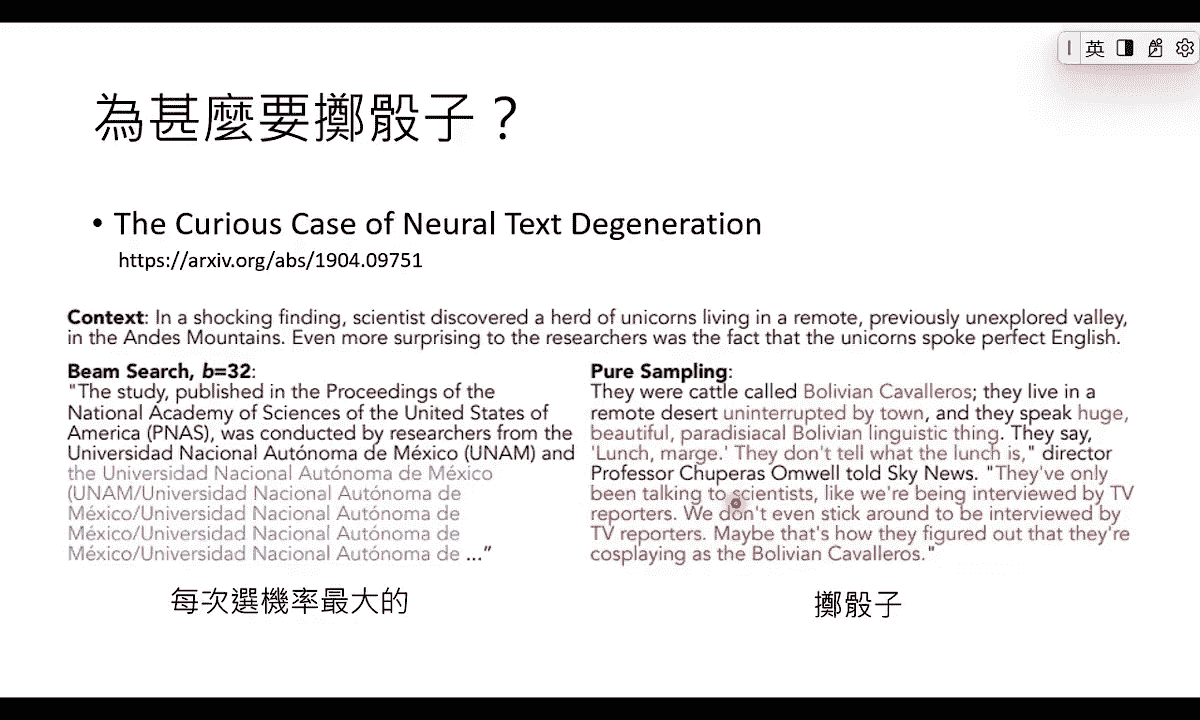 英
為甚麼要擲骰子？
• The Curious Case of Neural Text Degeneration
https://arxiv.org/abs/1904.09751
Context: In a shocking finding, scientist discovered a herd of unicorns living in a remote, previously unexplored valley,
in the Andes Mountains. Even more surprising to the researchers was the fact that the unicorns spoke perfect English.
Beam Search, b=32:
"The study, published in the Proceedings of the
National Academy of Sciences of the United States of
America (PNAS), was conducted by researchers from the
Universidad Nacional Autónoma de México (UNAM) and
the Universidad Nacional Autónoma de México
(UNAM/Universidad Nacional Autónoma de
México/Universidad Nacional Autónoma de
México/Universidad Nacional Autónoma de
México/Universidad Nacional Autónoma de ..."
每次選機率最大的
Pure Sampling:
They were cattle called Bolivian Cavalleros; they live in a
remote desert uninterrupted by town, and they speak huge,
beautiful, paradisiacal Bolivian linguistic thing. They say,
'Lunch, marge.' They don't tell what the lunch is," director
Professor Chuperas Omwell told Sky News. "They've only
been talking to scientists, like we're being interviewed by TV
reporters. We don't even stick around to be interviewed by
TV reporters. Maybe that's how they figured out that they're
cosplaying as the Bolivian Cavalleros."
擲骰子